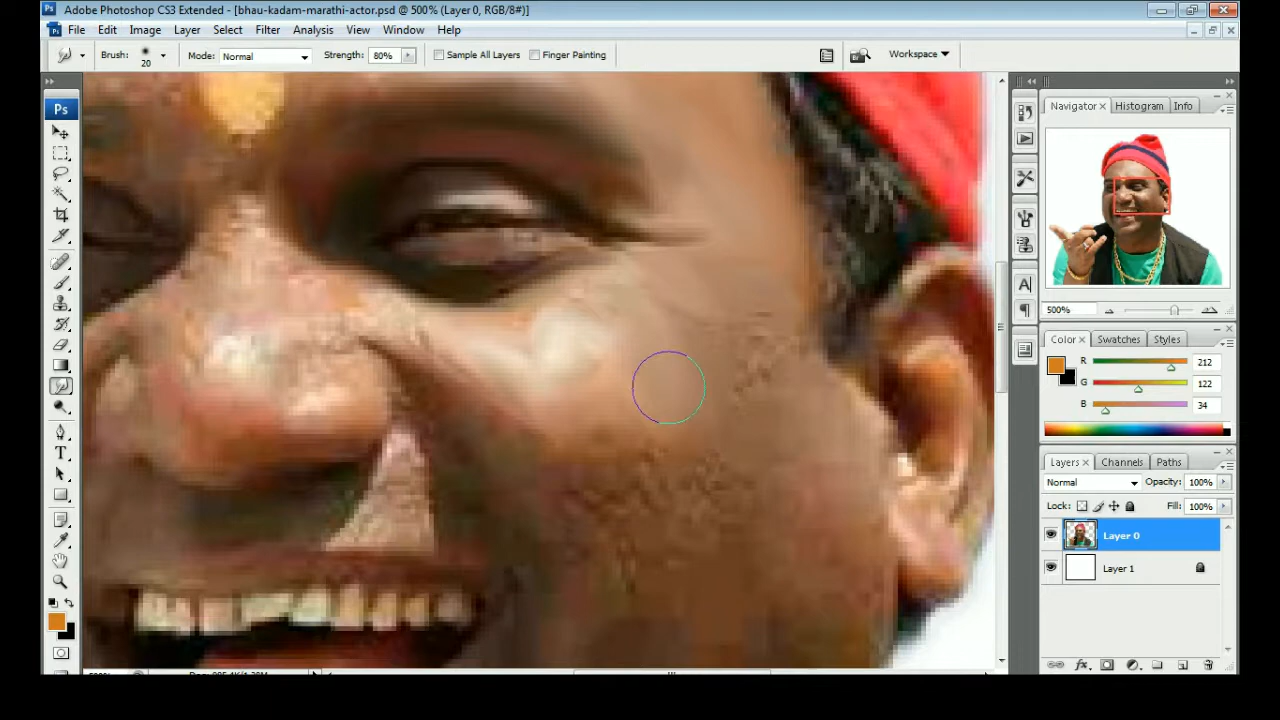 Adobe Photoshop CS3 Extended - [bhau-kadam-marathi-actor.psd @ 500% (Layer 0, RGB/8#)]
Ps File Edit Image Layer Select Filter Analysis View Window Help
Brush: 20 Mode: Normal Strength: 80% Sample All Layers Finger Painting Workspace
Ps
T
Navigator Histogram Info
500%
A
Color Swatches Styles
R 212
G 122
B 34
Layers Channels Paths
Normal Opacity: 100%
Lock: Fill: 100%
Layer 0
Layer 1
fx